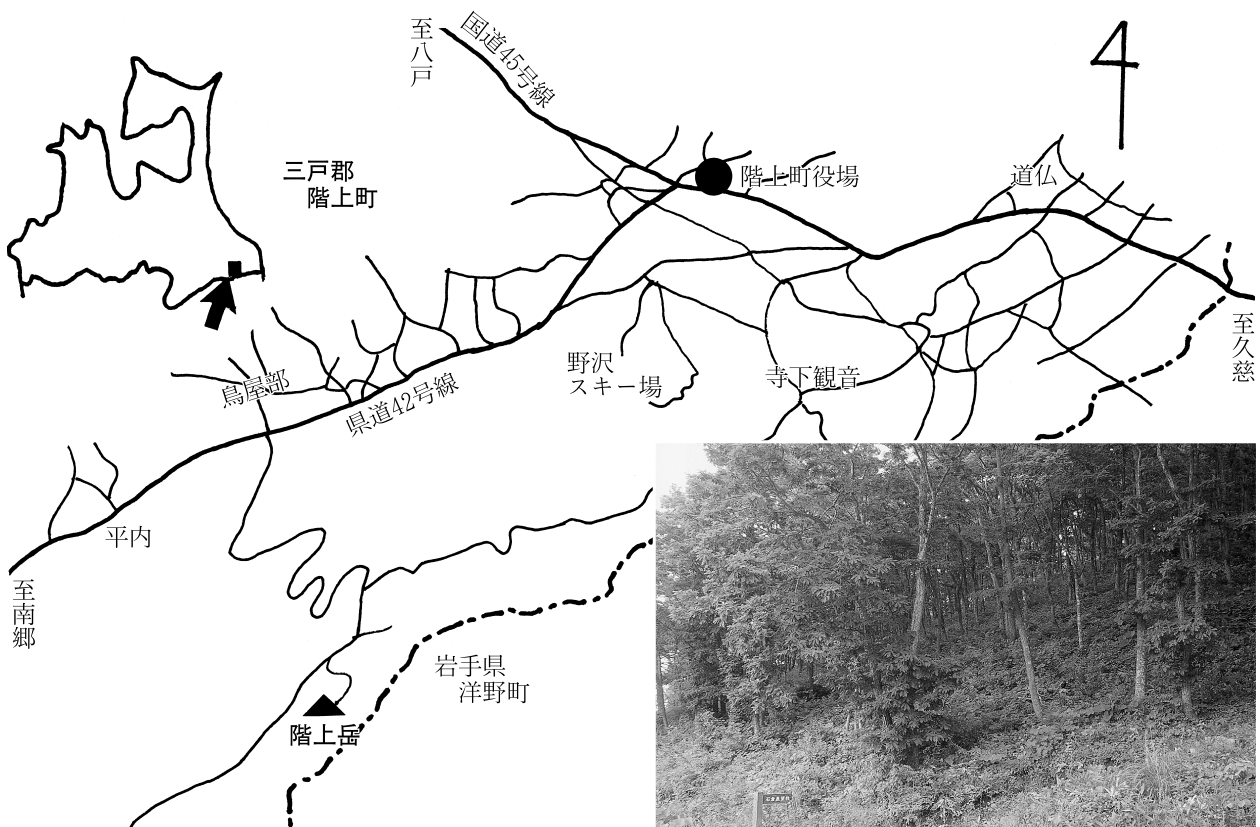 至八戸
国道45号線
三戸郡
階上町
階上町役場
道仏
至久慈
野沢
スキー場
寺下観音
鳥屋部
県道42号線
平内
至南郷
岩手県
洋野町
階上岳